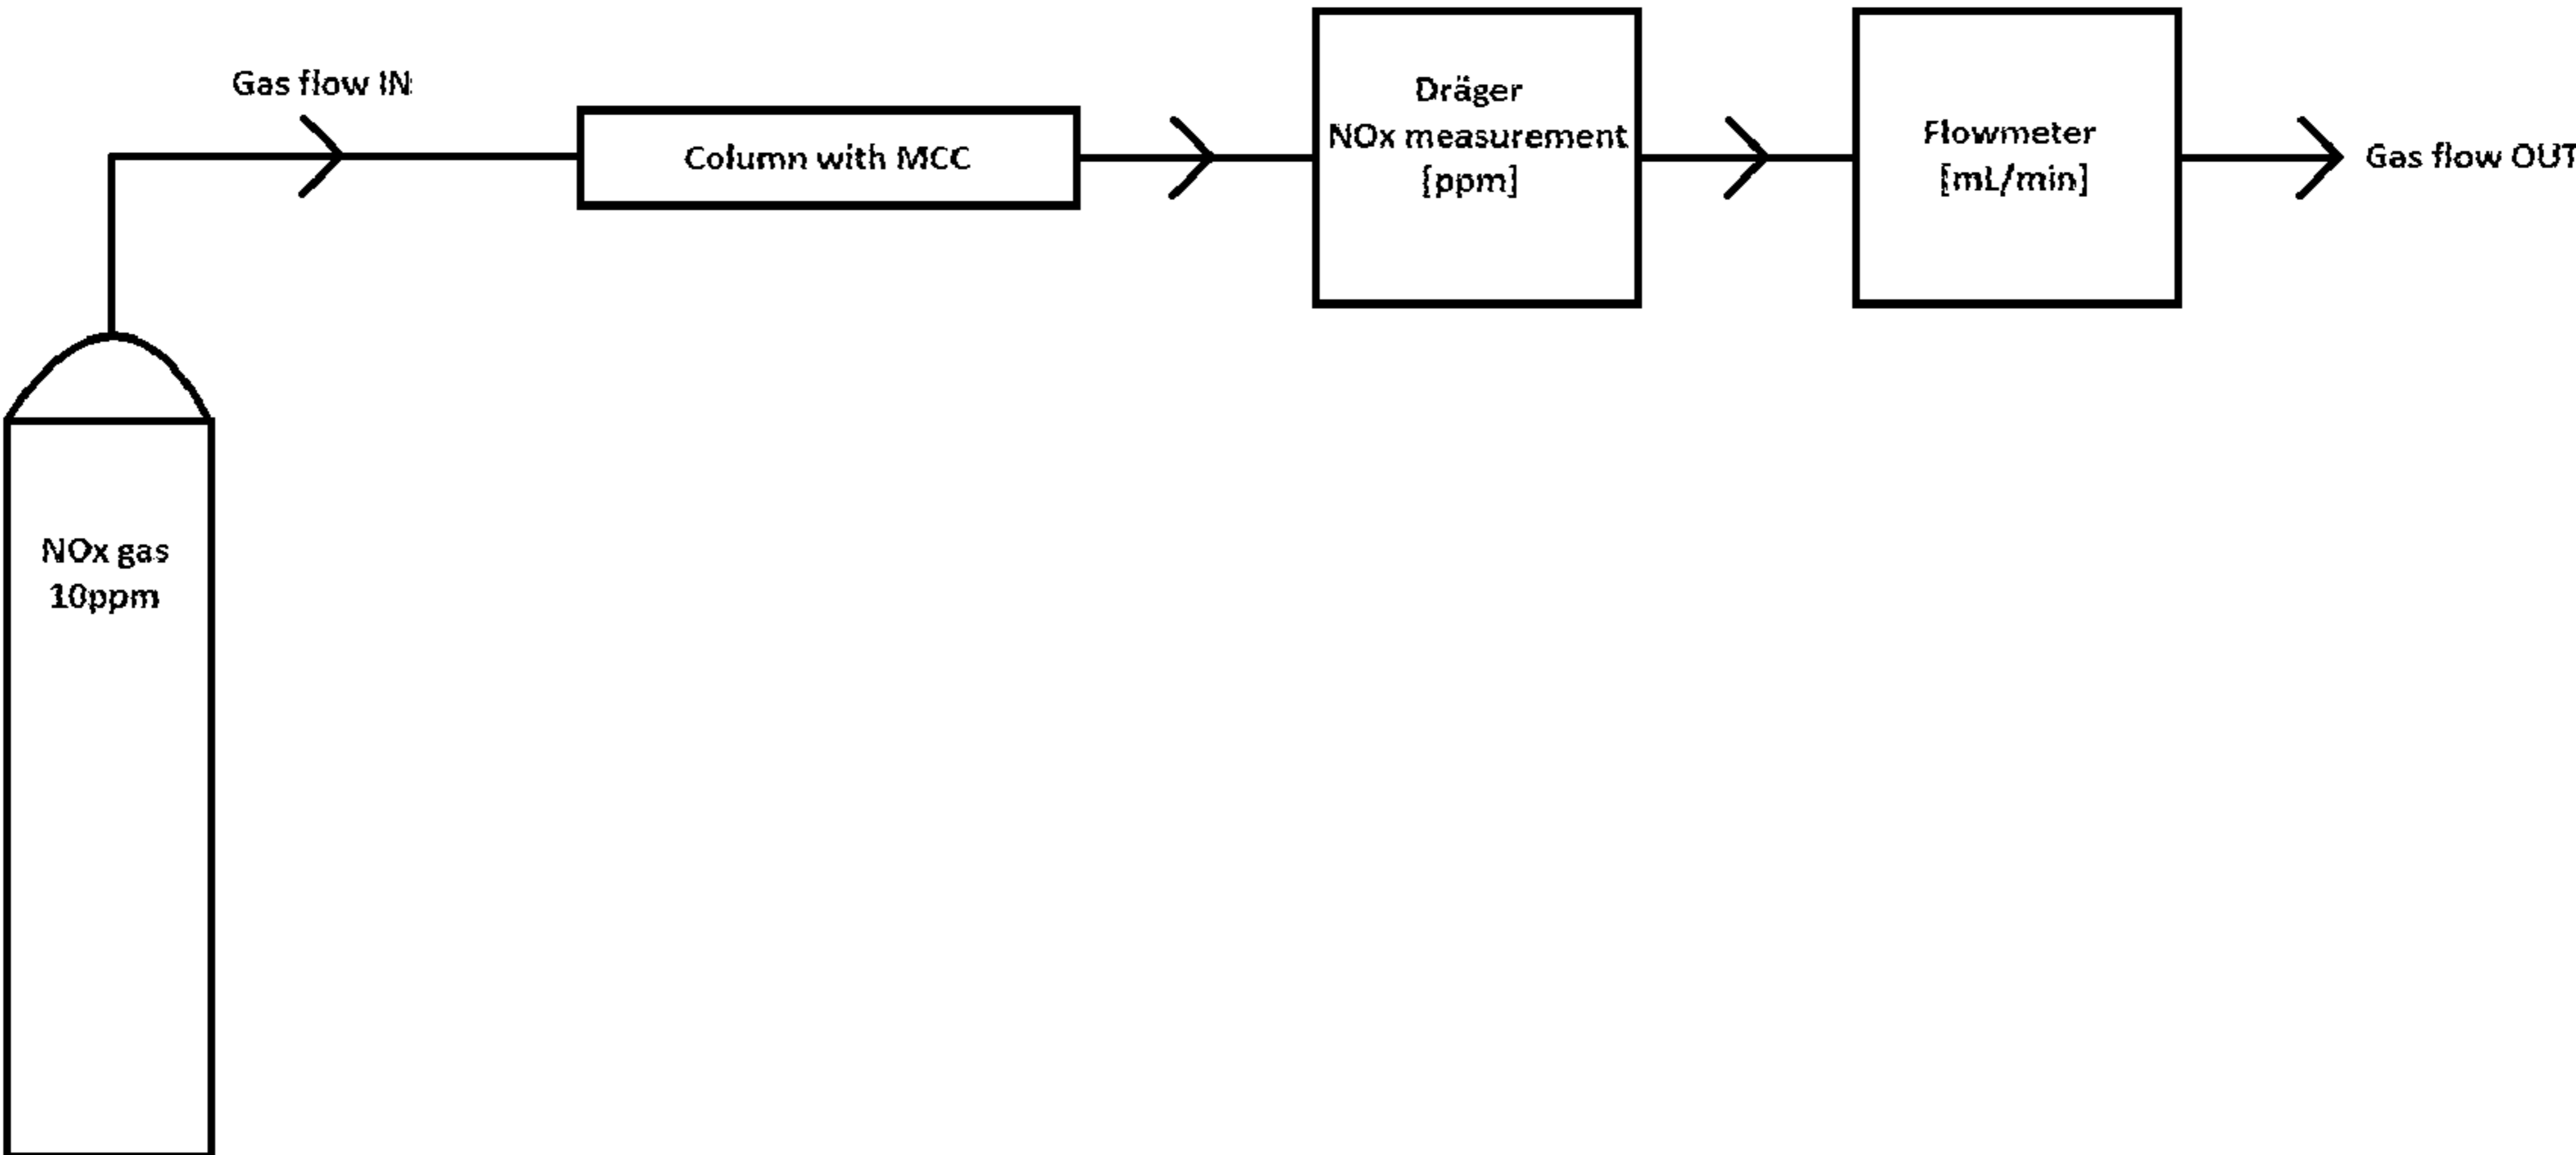 Gas flow IN
Column with MCC
Dräger
NOx measurement
[ppm]
Flowmeter
[mL/min]
Gas flow OUT
NOx gas
10ppm